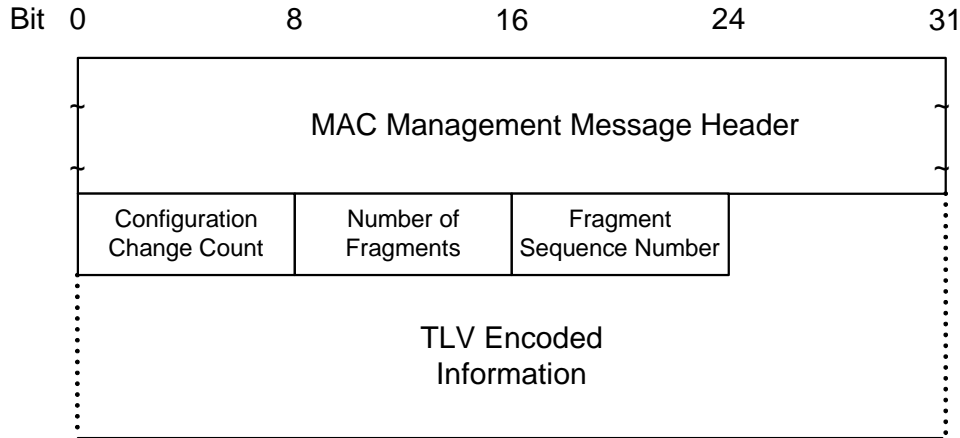 Bit 0 8 16 24 31
~ ~
MAC Management Message Header
~ ~
Configuration Number of Fragment
Change Count Fragments Sequence Number
TLV Encoded
Information